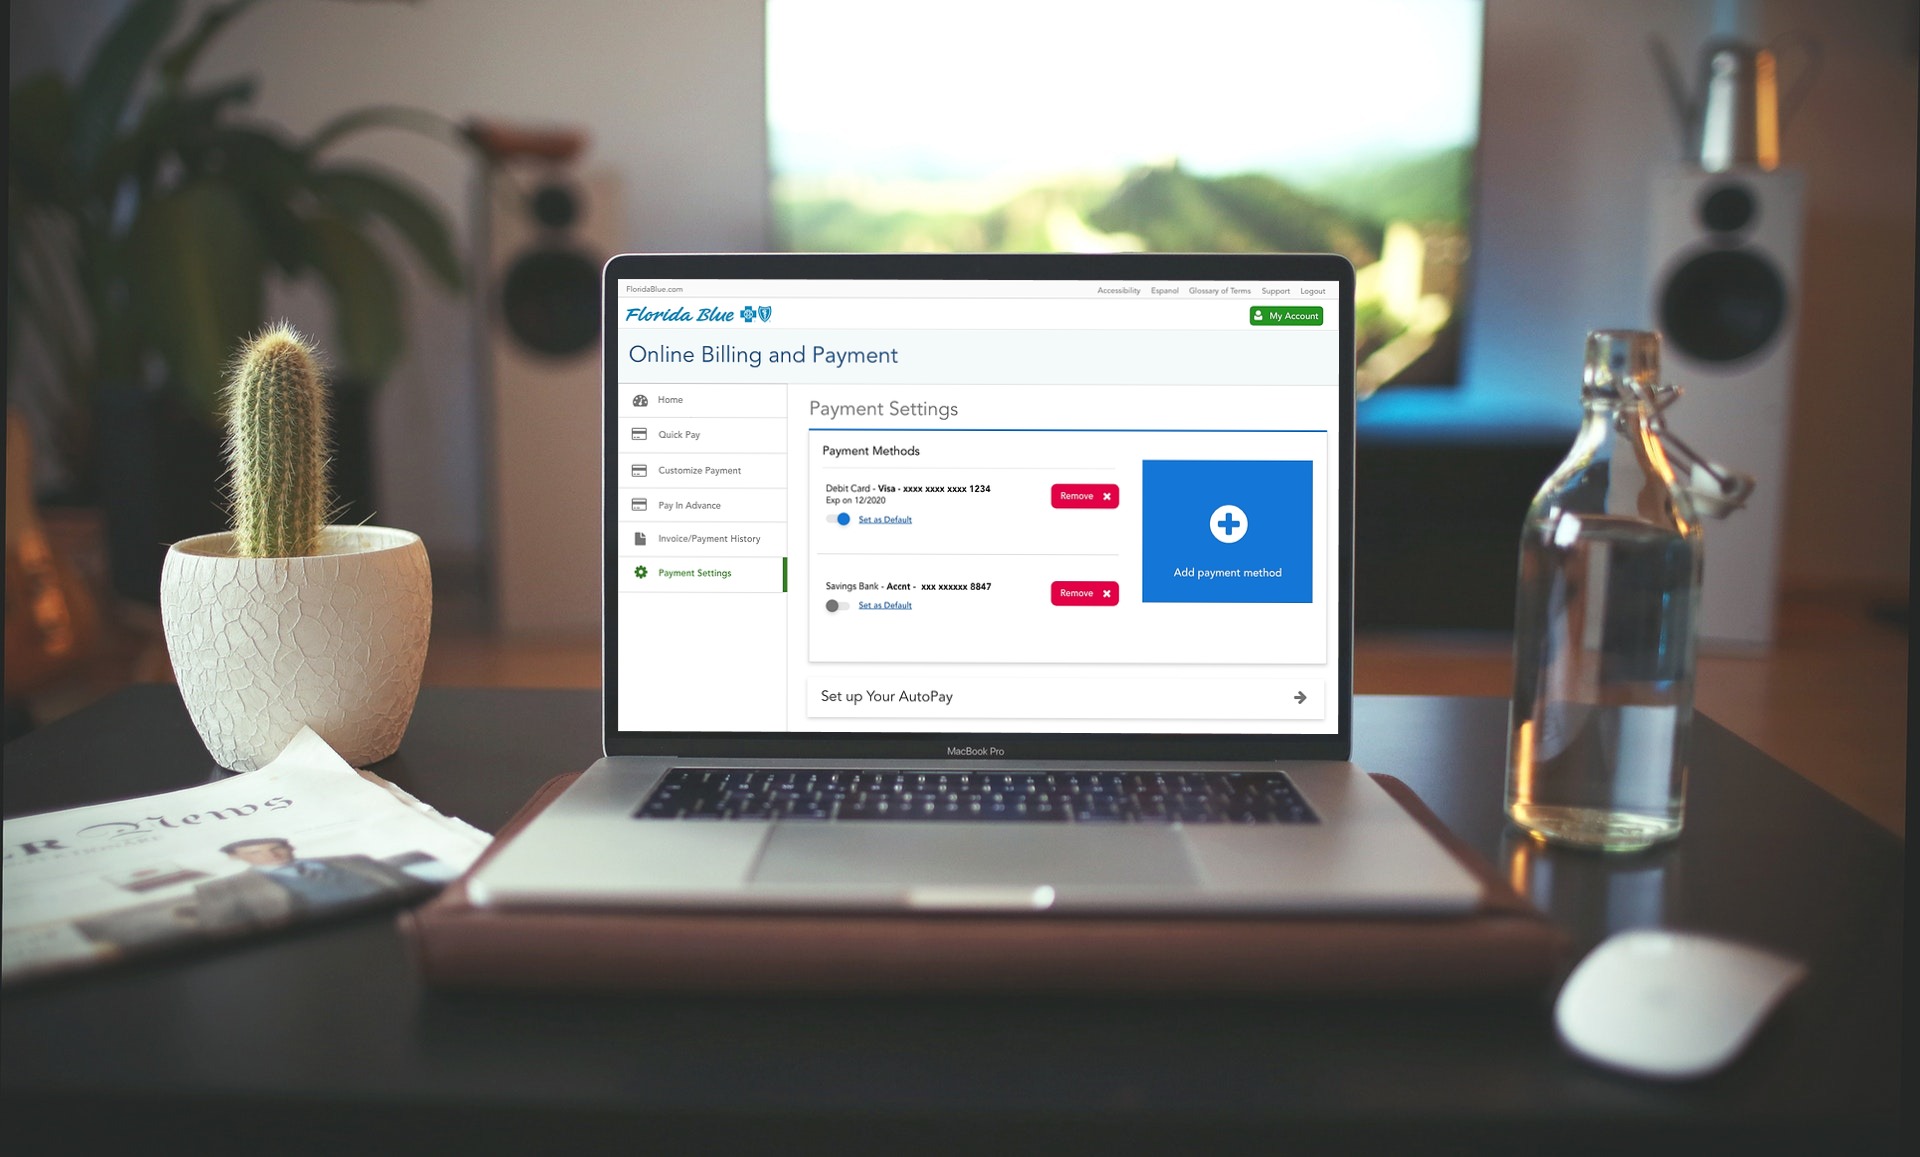 FloridaBlue.com
Accessibility Espanol Glossary of Terms Support Logout
Florida Blue
My Account
Online Billing and Payment
Home
Quick Pay
Customize Payment
Pay In Advance
Invoice/Payment History
Payment Settings
Payment Settings
Payment Methods
Debit Card - Visa - xxxx xxxx xxxx 1234
Exp on 12/2020
Set as Default
Remove
Savings Bank - Accnt - xxx xxxxxx 8847
Set as Default
Remove
Add payment method
Set up Your AutoPay
MacBook Pro
News